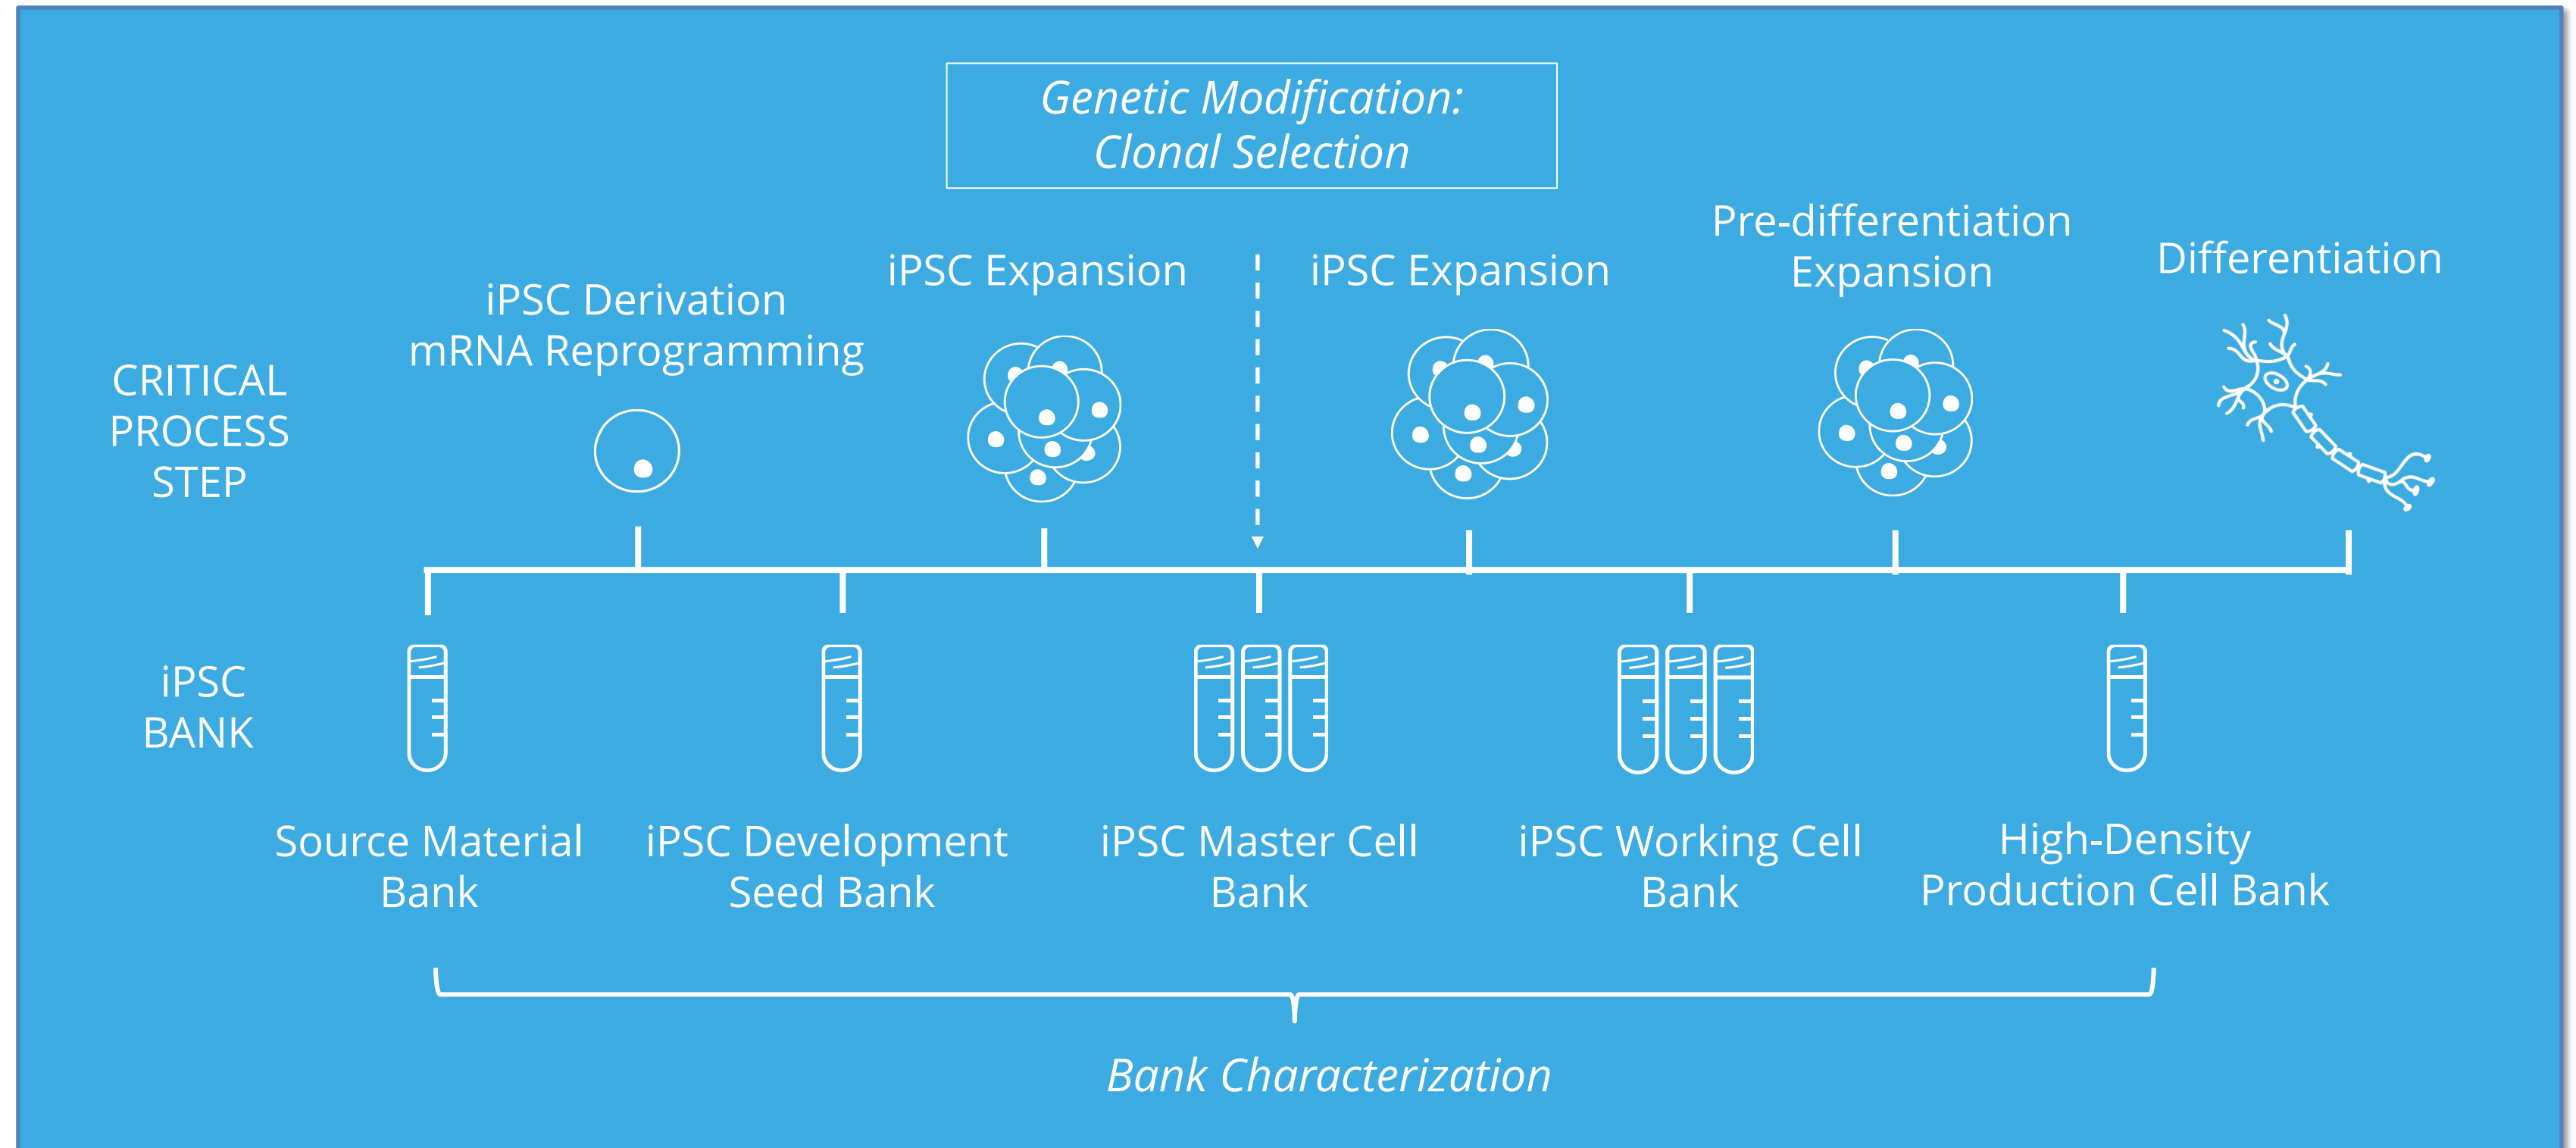 Genetic Modification:
Clonal Selection
Pre-differentiation
Expansion
Differentiation
iPSC Expansion
iPSC Expansion
iPSC Derivation
mRNA Reprogramming
CRITICAL
PROCESS
STEP
iPSC
BANK
Source Material
Bank
iPSC Development
Seed Bank
iPSC Master Cell
Bank
iPSC Working Cell
Bank
High-Density
Production Cell Bank
Bank Characterization